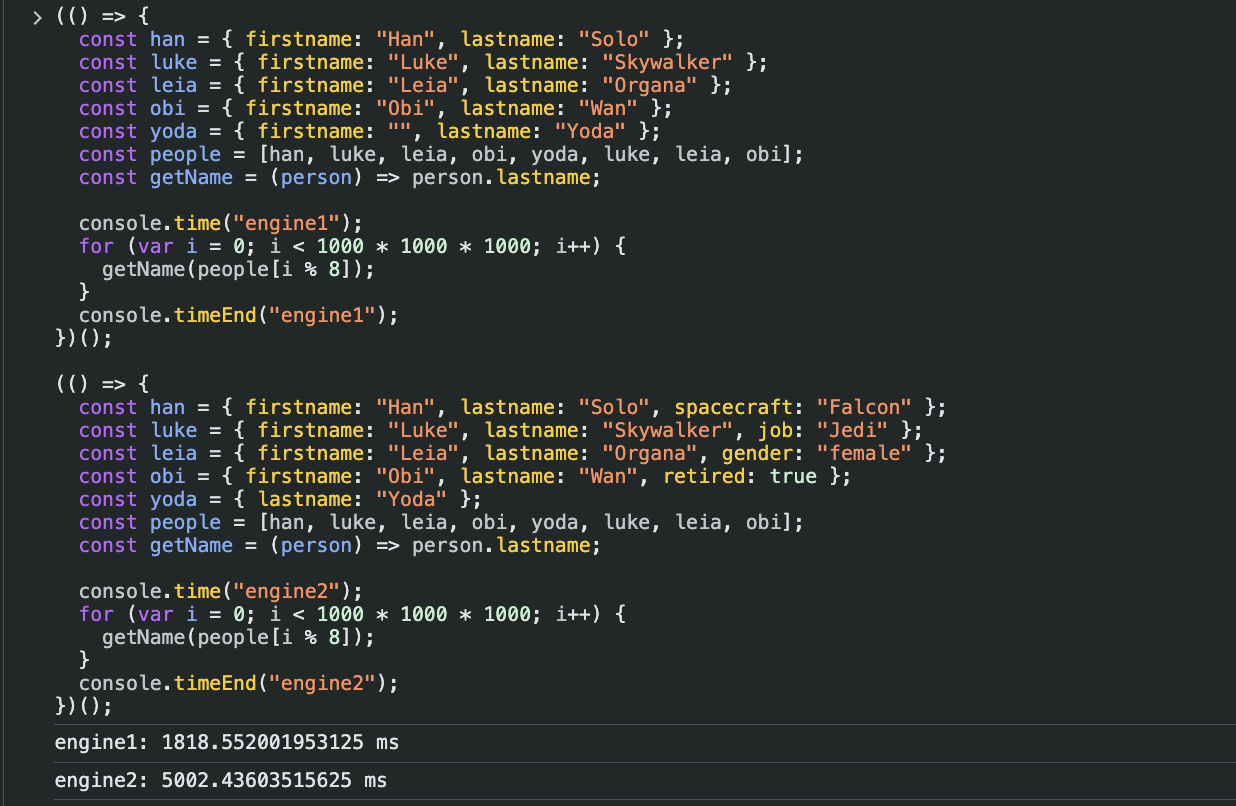 (() => {
  const han = { firstname: "Han", lastname: "Solo" };
  const luke = { firstname: "Luke", lastname: "Skywalker" };
  const leia = { firstname: "Leia", lastname: "Organa" };
  const obi = { firstname: "Obi", lastname: "Wan" };
  const yoda = { firstname: "", lastname: "Yoda" };
  const people = [han, luke, leia, obi, yoda, luke, leia, obi];
  const getName = (person) => person.lastname;

  console.time("engine1");
  for (var i = 0; i < 1000 * 1000 * 1000; i++) {
    getName(people[i % 8]);
  }
  console.timeEnd("engine1");
})();

(() => {
  const han = { firstname: "Han", lastname: "Solo", spacecraft: "Falcon" };
  const luke = { firstname: "Luke", lastname: "Skywalker", job: "Jedi" };
  const leia = { firstname: "Leia", lastname: "Organa", gender: "female" };
  const obi = { firstname: "Obi", lastname: "Wan", retired: true };
  const yoda = { lastname: "Yoda" };
  const people = [han, luke, leia, obi, yoda, luke, leia, obi];
  const getName = (person) => person.lastname;

  console.time("engine2");
  for (var i = 0; i < 1000 * 1000 * 1000; i++) {
    getName(people[i % 8]);
  }
  console.timeEnd("engine2");
})();
engine1: 1818.552001953125 ms
engine2: 5002.43603515625 ms